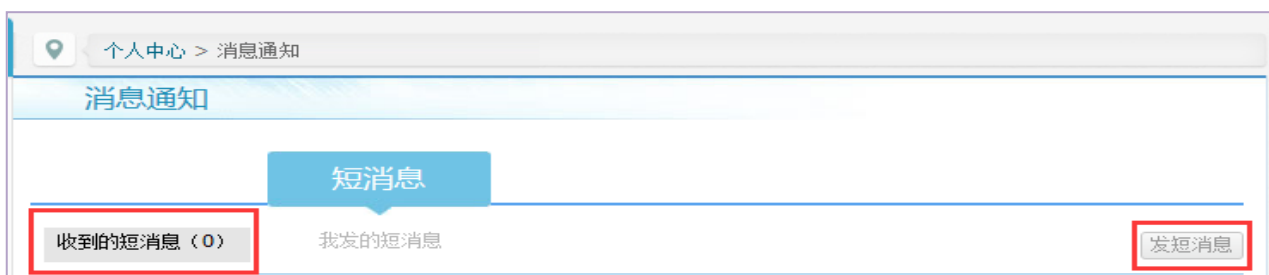 个人中心 > 消息通知
消息通知
短消息
收到的短消息（0） 我发的短消息 发短消息